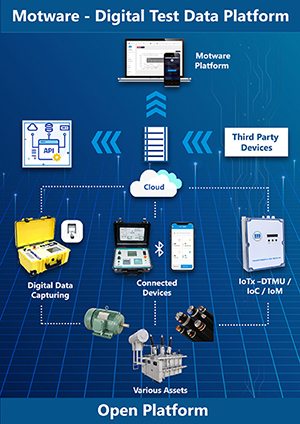 Motware - Digital Test Data Platform
Motware
Platform
API
Third Party
Devices
Cloud
Digital Data
Capturing
Connected
Devices
IoTx –DTMU /
IoC / IoM
Various Assets
Open Platform